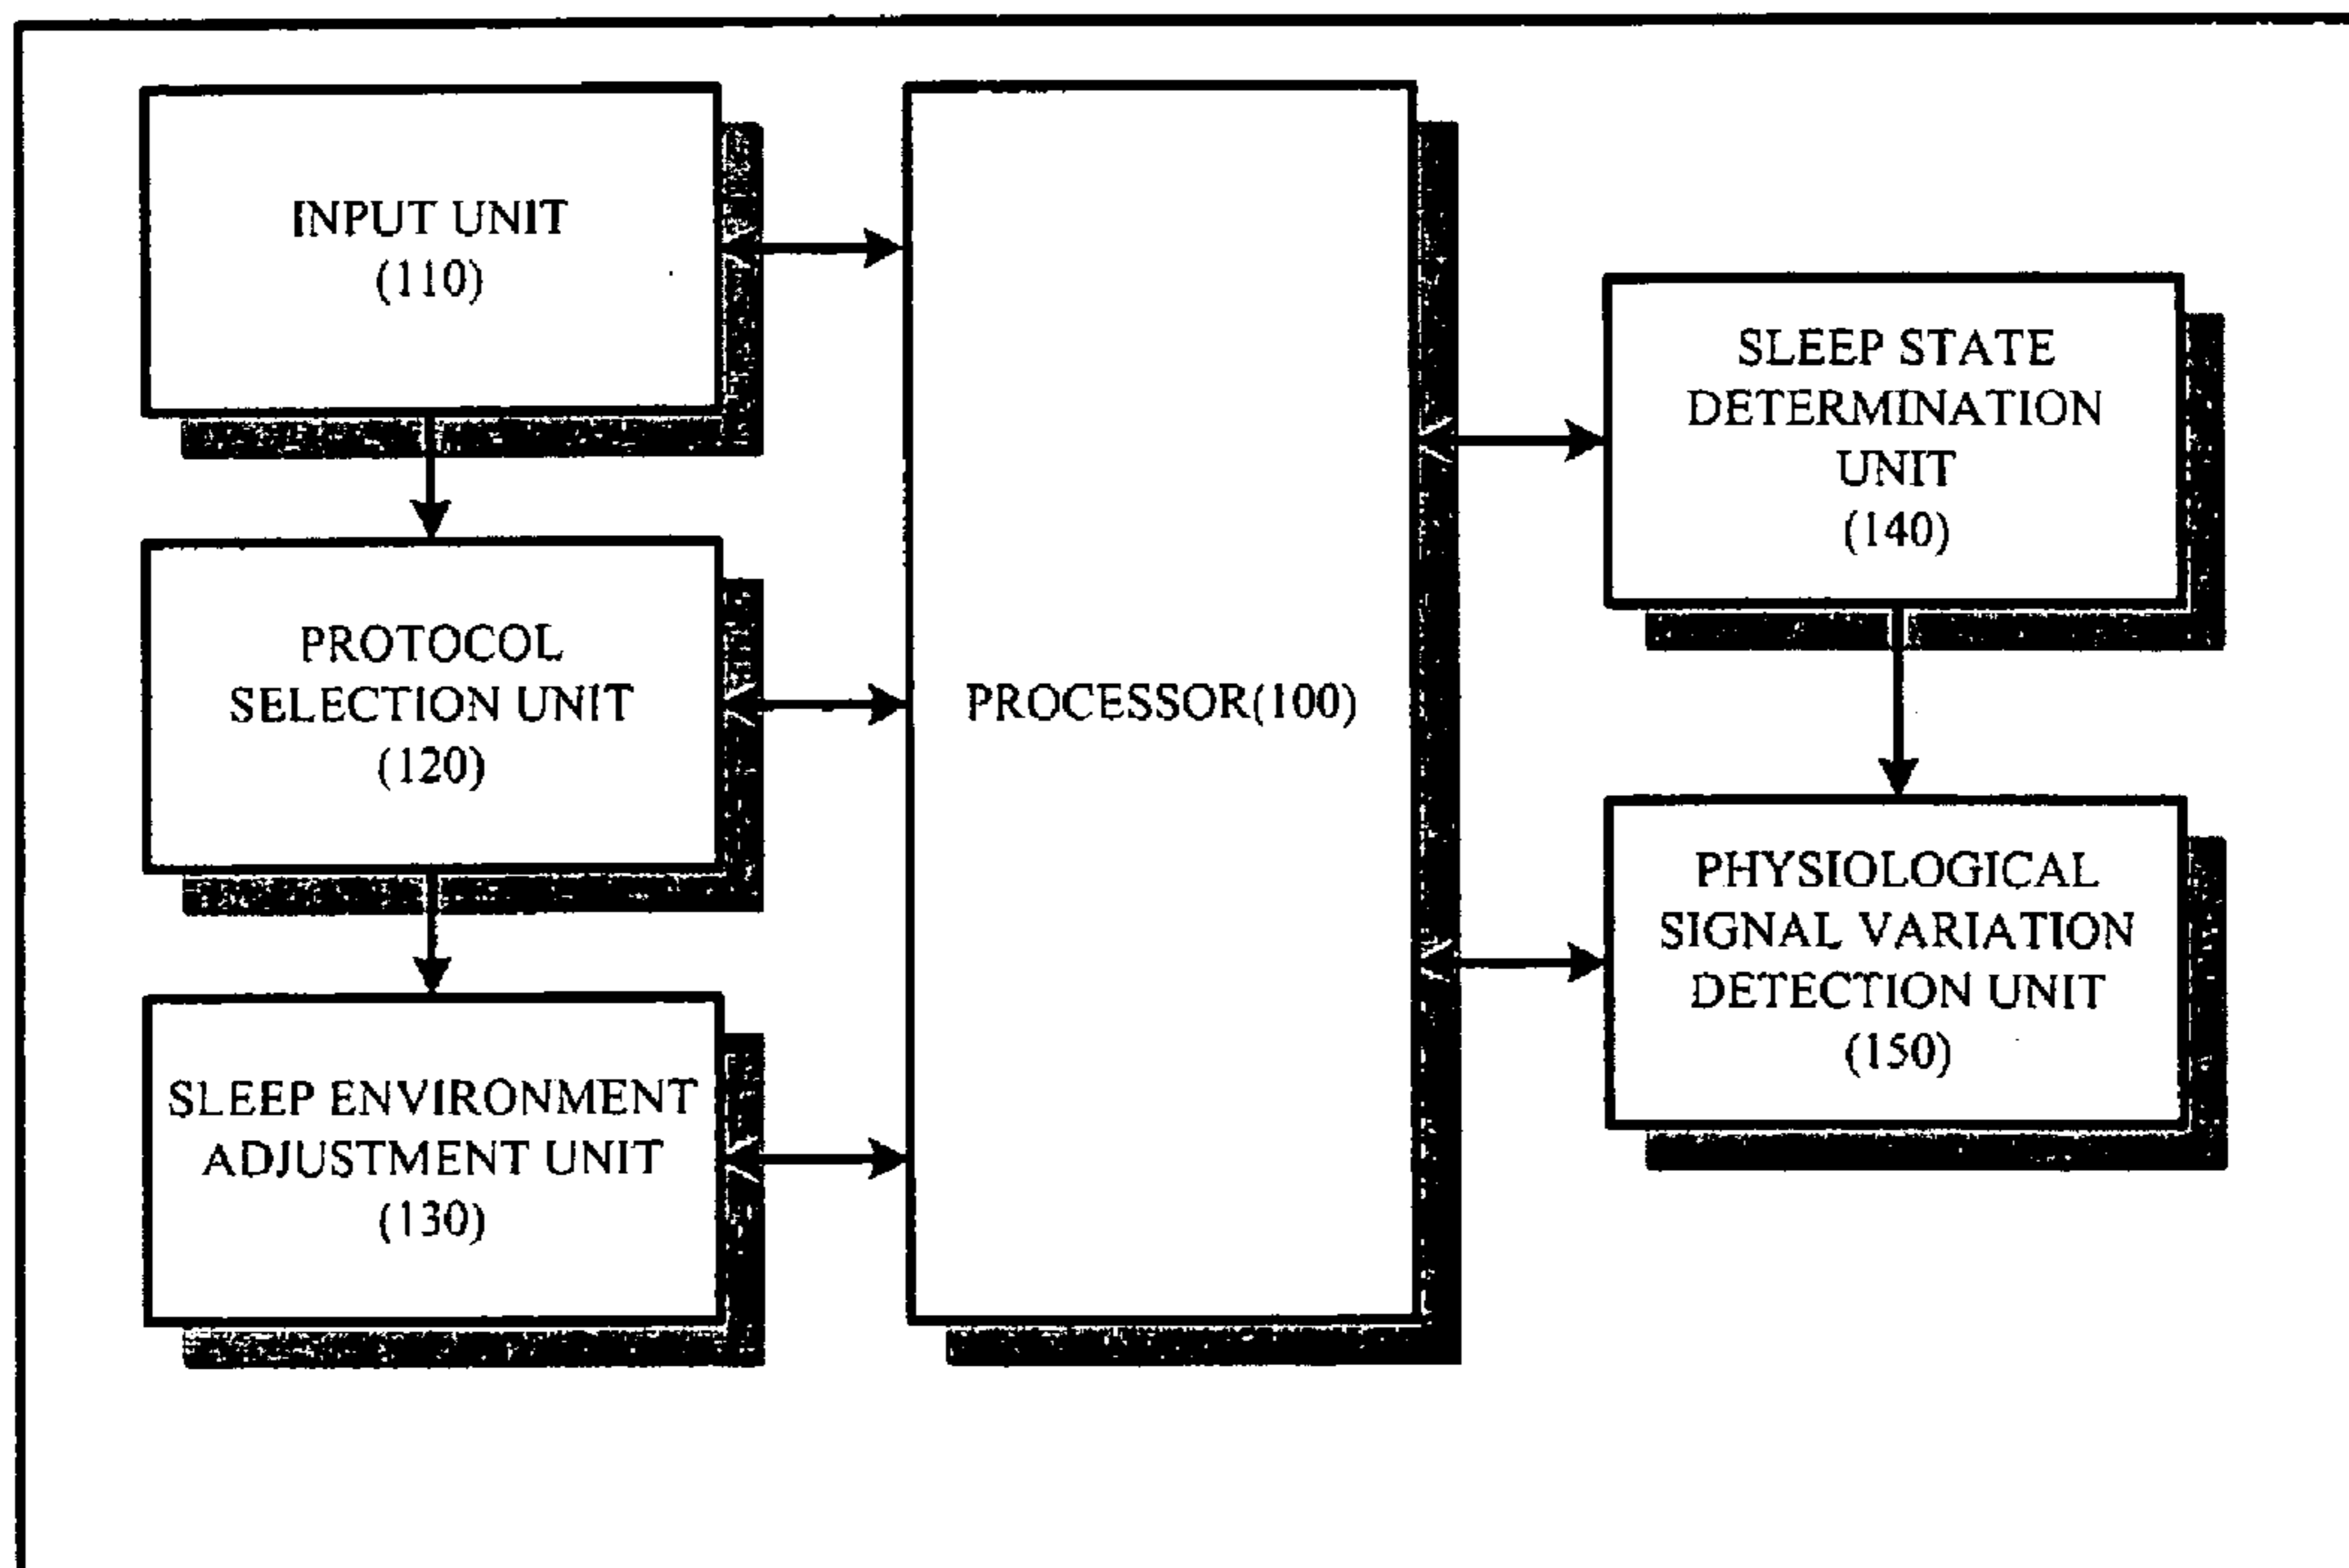 INPUT UNIT
(110)
PROTOCOL
SELECTION UNIT
(120)
SLEEP ENVIRONMENT
ADJUSTMENT UNIT
(130)
PROCESSOR(100)
SLEEP STATE
DETERMINATION
UNIT
(140)
PHYSIOLOGICAL
SIGNAL VARIATION
DETECTION UNIT
(150)